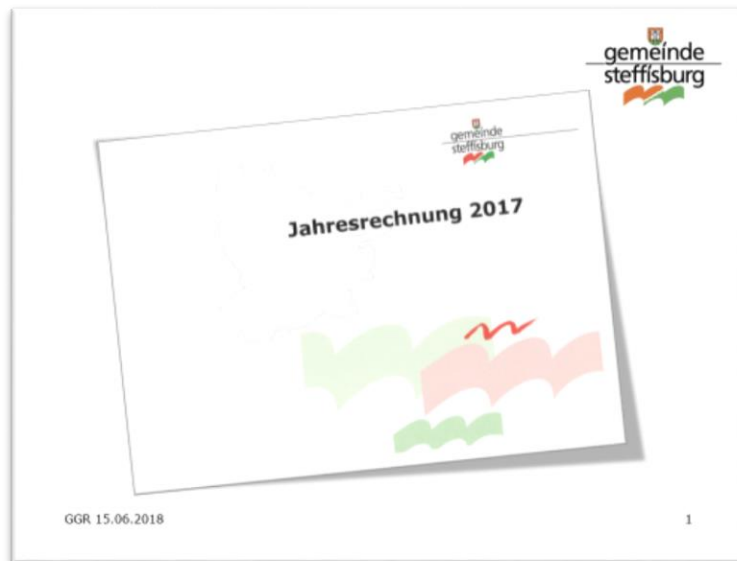 gemeinde
steffisburg
gemeinde
steffisburg
Jahresrechnung 2017
GGR 15.06.2018
1